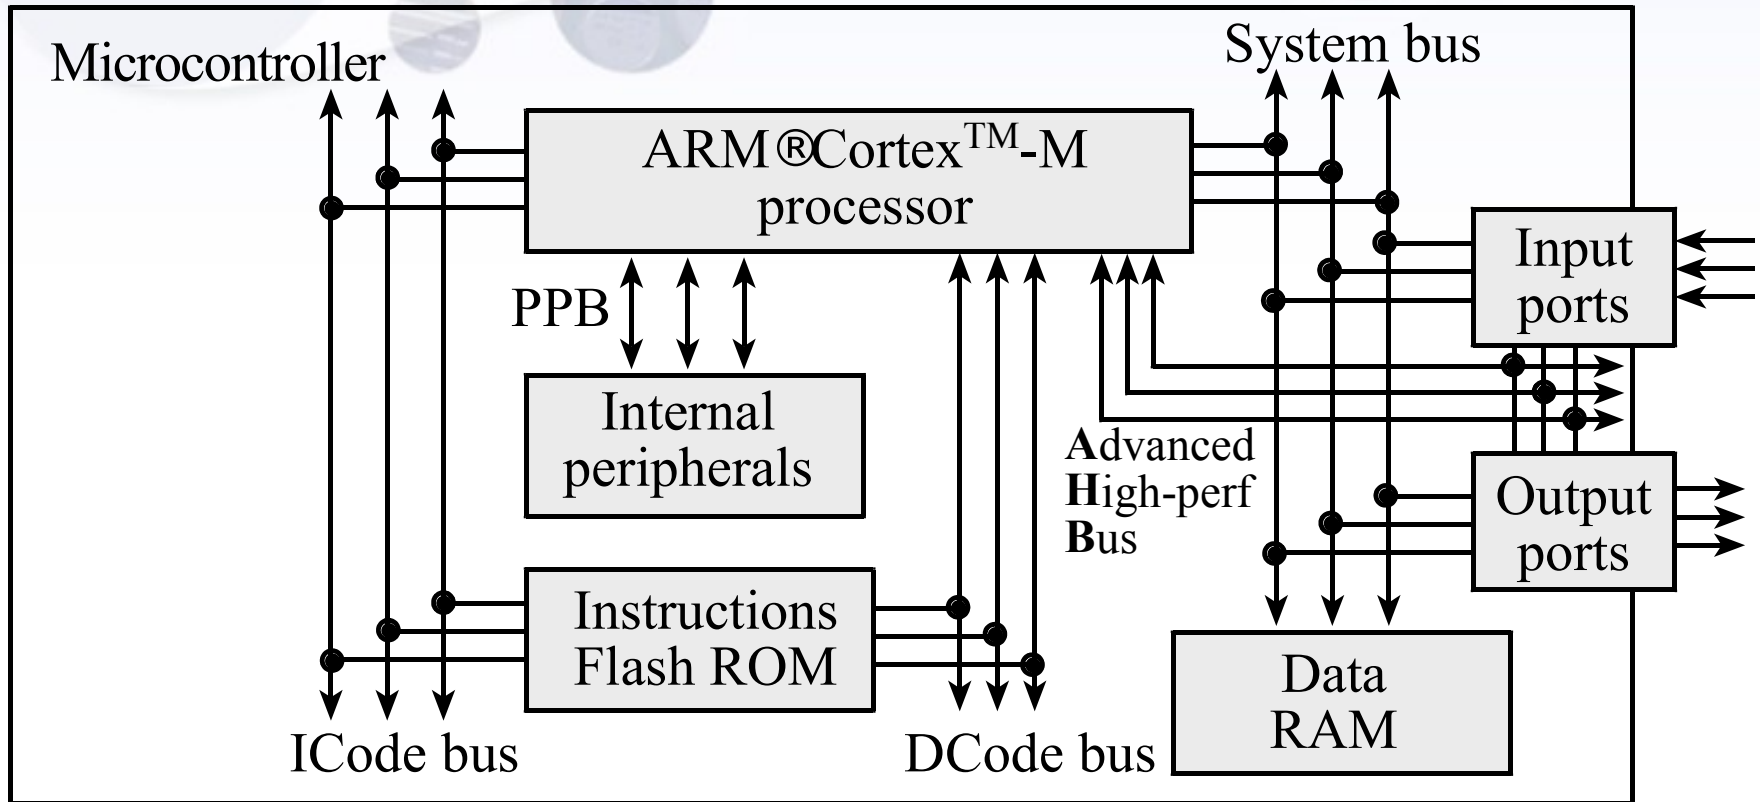 Microcontroller
System bus
ARM®Cortex™-M
processor
Input
ports
PPB
Internal
peripherals
Advanced
High-perf
Bus
Output
ports
Instructions
Flash ROM
Data
RAM
ICode bus
DCode bus